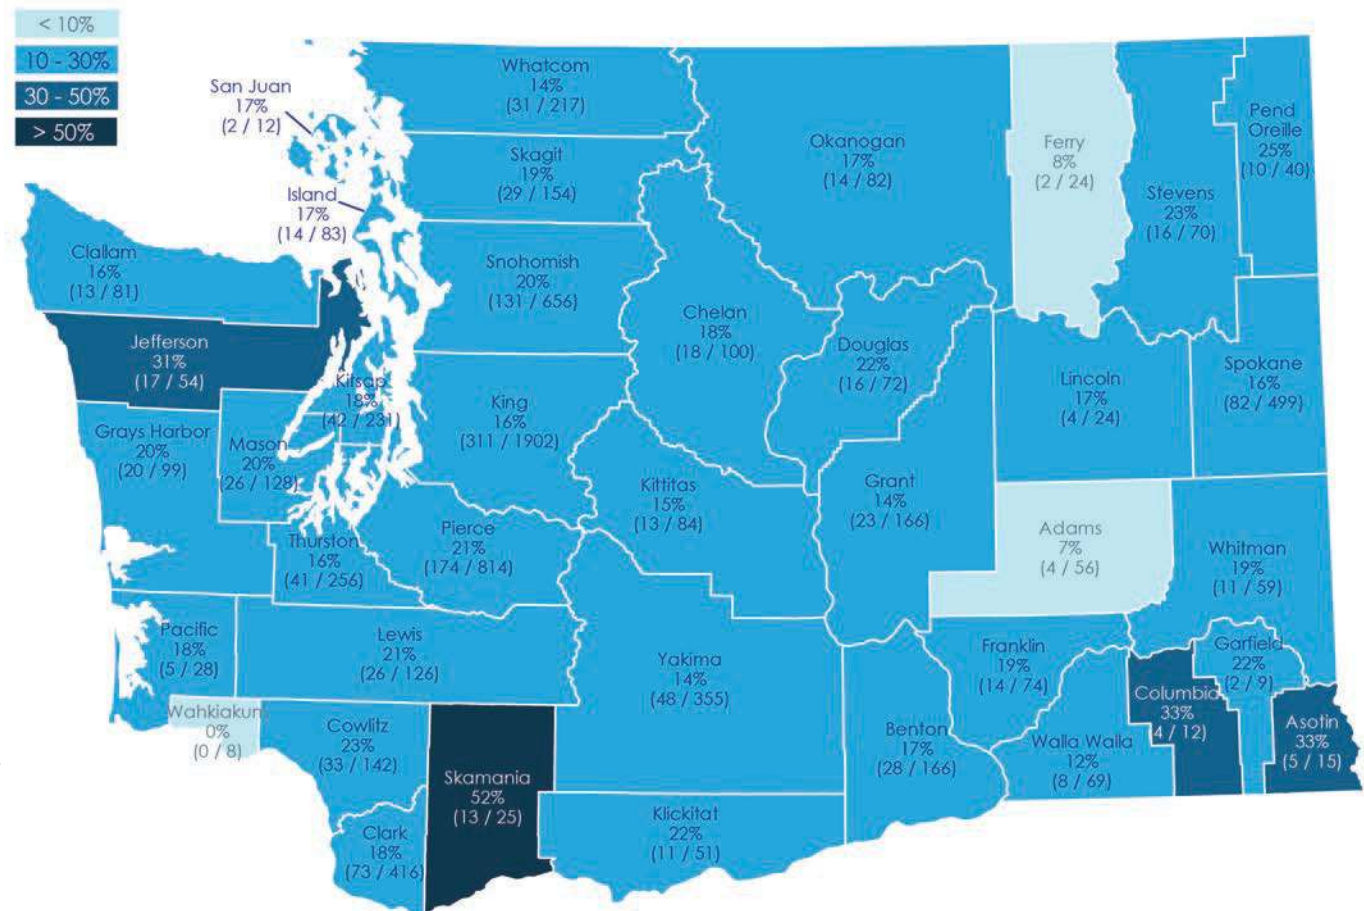 < 10%
10 - 30%
30 - 50%
> 50%
Whatcom
14%
(31 / 217)
San Juan
17%
(2 / 12)
Skagit
19%
(29 / 154)
Island
17%
(14 / 83)
Okanogan
17%
(14 / 82)
Ferry
8%
(2 / 24)
Stevens
23%
(16 / 70)
Pend
Oreille
25%
(10 / 40)
Clallam
16%
(13 / 81)
Snohomish
20%
(131 / 656)
Chelan
18%
(18 / 100)
Jefferson
31%
(17 / 54)
Douglas
22%
(16 / 72)
Lincoln
17%
(4 / 24)
Spokane
16%
(82 / 499)
Kitsap
18%
(42 / 231)
King
16%
(311 / 1902)
Grays Harbor
20%
(20 / 99)
Mason
20%
(26 / 128)
Kittitas
15%
(13 / 84)
Grant
14%
(23 / 166)
Pierce
21%
(174 / 814)
Thurston
16%
(41 / 256)
Adams
7%
(4 / 56)
Whitman
19%
(11 / 59)
Pacific
18%
(5 / 28)
Lewis
21%
(26 / 126)
Yakima
14%
(48 / 355)
Franklin
19%
(14 / 74)
Garfield
22%
(2 / 9)
Columbia
33%
(4 / 12)
Asotin
33%
(5 / 15)
Wahkiakum
0%
(0 / 8)
Cowlitz
23%
(33 / 142)
Skamania
52%
(13 / 25)
Benton
17%
(28 / 166)
Walla Walla
12%
(8 / 69)
Klickitat
22%
(11 / 51)
Clark
18%
(73 / 416)